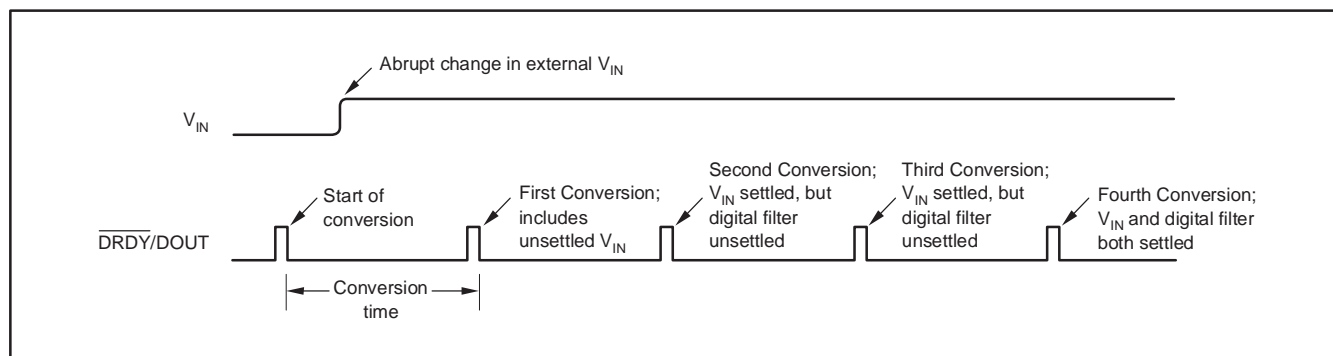 Abrupt change in external V_IN
V_IN
Start of
conversion
First Conversion;
includes
unsettled V_IN
Second Conversion;
V_IN settled, but
digital filter
unsettled
Third Conversion;
V_IN settled, but
digital filter
unsettled
Fourth Conversion;
V_IN and digital filter
both settled
D̅R̅D̅Y̅/DOUT
Conversion
time